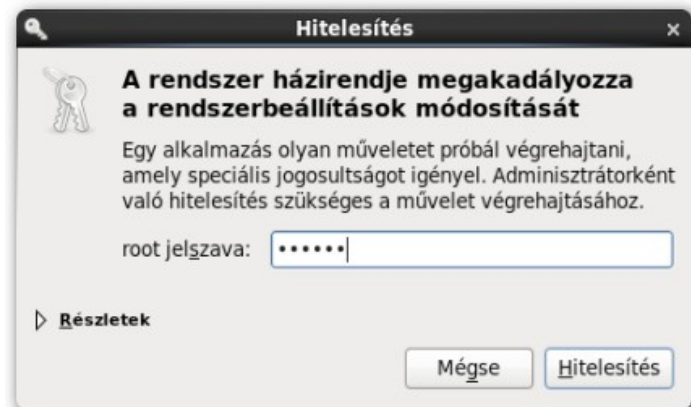 Hitelesítés
A rendszer házirendje megakadályozza
a rendszerbeállítások módosítását
Egy alkalmazás olyan műveletet próbál végrehajtani,
amely speciális jogosultságot igényel. Adminisztrátorként
való hitelesítés szükséges a művelet végrehajtásához.
root jelszava: ••••••
Részletek
Mégse Hitelesítés